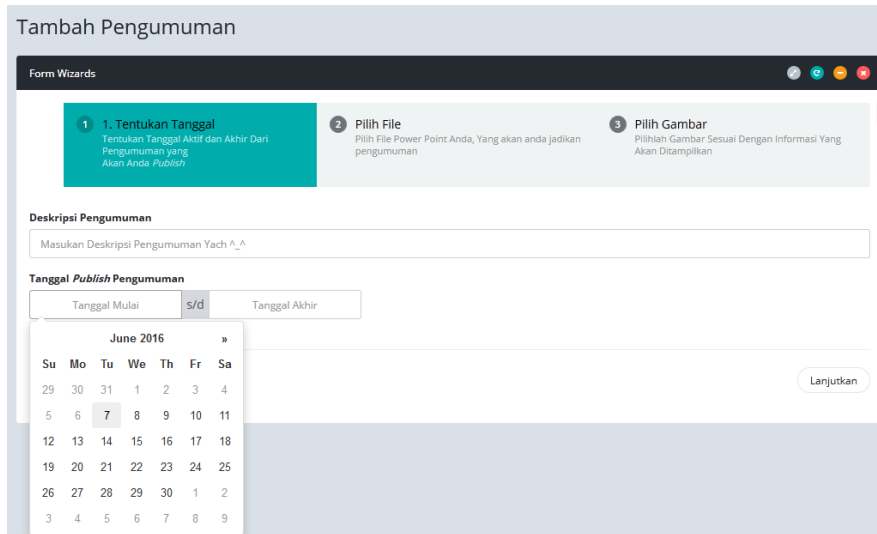 Tambah Pengumuman
Form Wizards
1 1. Tentukan Tanggal
Tentukan Tanggal Aktif dan Akhir Dari
Pengumuman yang
Akan Anda Publish
2 Pilih File
Pilih File Power Point Anda, Yang akan anda jadikan
pengumuman
3 Pilih Gambar
Pilihlah Gambar Sesuai Dengan Informasi Yang
Akan Ditampilkan
Deskripsi Pengumuman
Masukan Deskripsi Pengumuman Yach ^_^
Tanggal Publish Pengumuman
Tanggal Mulai s/d Tanggal Akhir
June 2016 »
Su Mo Tu We Th Fr Sa
29 30 31 1 2 3 4
5 6 7 8 9 10 11
12 13 14 15 16 17 18
19 20 21 22 23 24 25
26 27 28 29 30 1 2
3 4 5 6 7 8 9
Lanjutkan